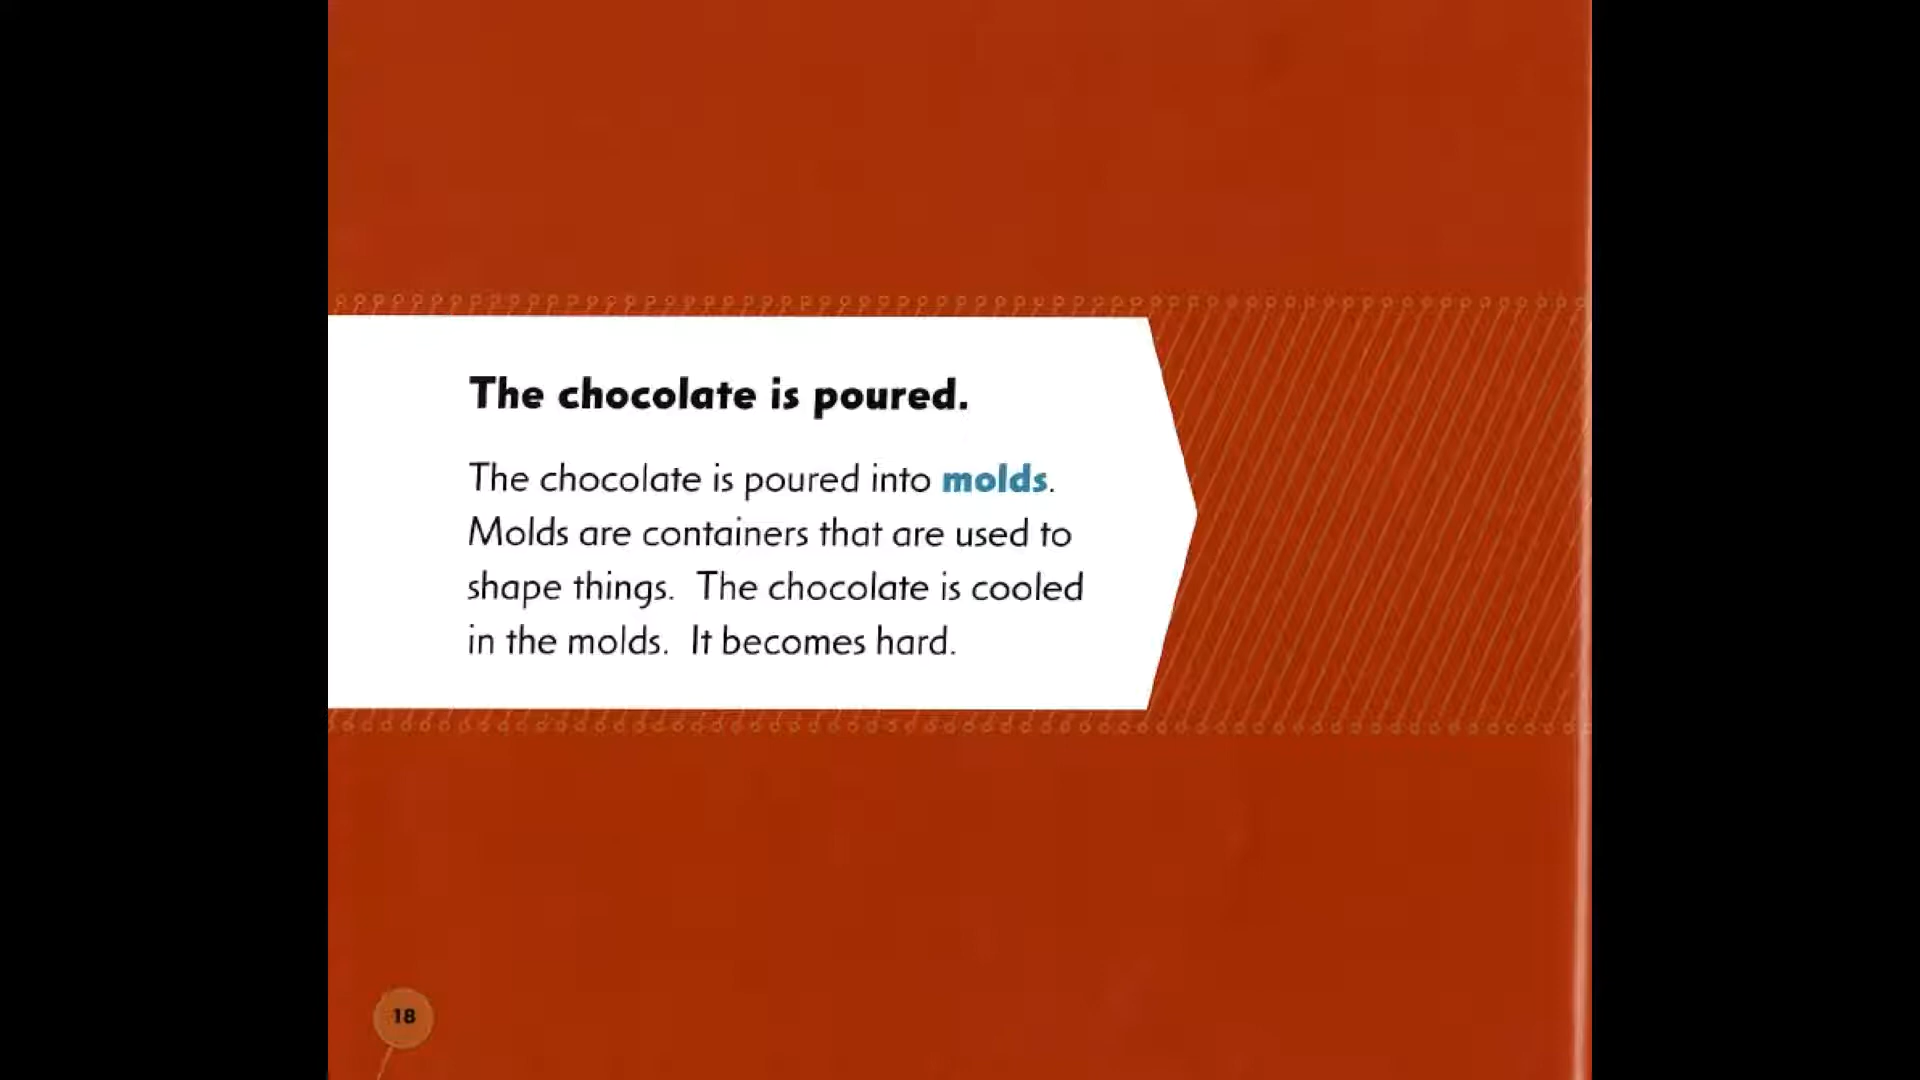 The chocolate is poured.
The chocolate is poured into molds.
Molds are containers that are used to
shape things. The chocolate is cooled
in the molds. It becomes hard.
18